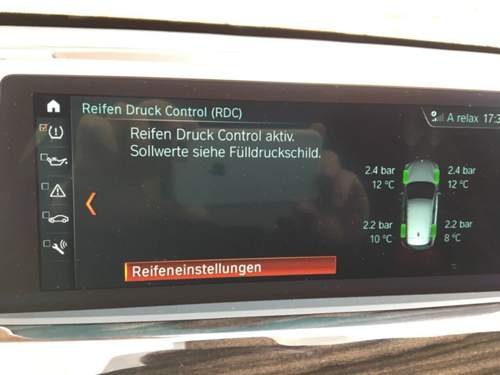 Reifen Druck Control (RDC)
A relax 17:3
Reifen Druck Control aktiv.
Sollwerte siehe Fülldruckschild.
2.4 bar
12 °C
2.4 bar
12 °C
2.2 bar
10 °C
2.2 bar
8 °C
Reifeneinstellungen